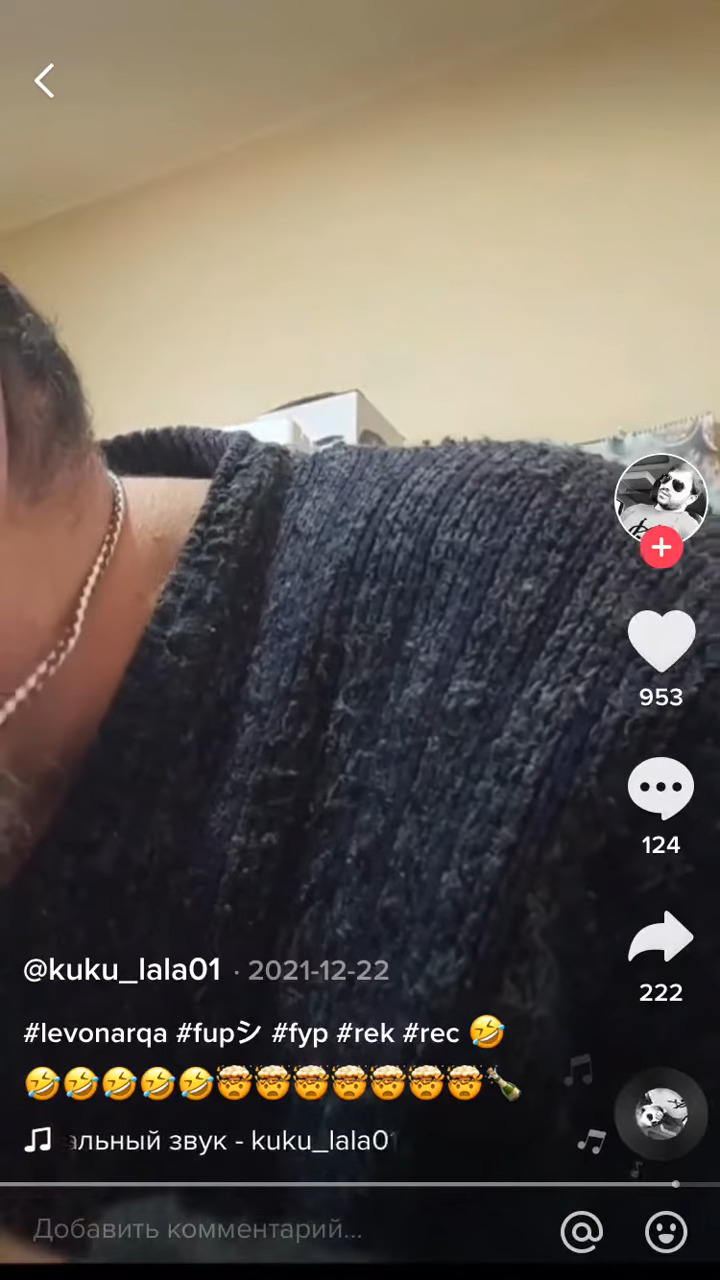 953
124
@kuku_lala01 · 2021-12-22
222
#levonarqa #fupシ #fyp #rek #rec 🤣
🤣🤣🤣🤣🤣🤯🤯🤯🤯🤯🤯🤯🍾
альный звук - kuku_lala0
Добавить комментарий...